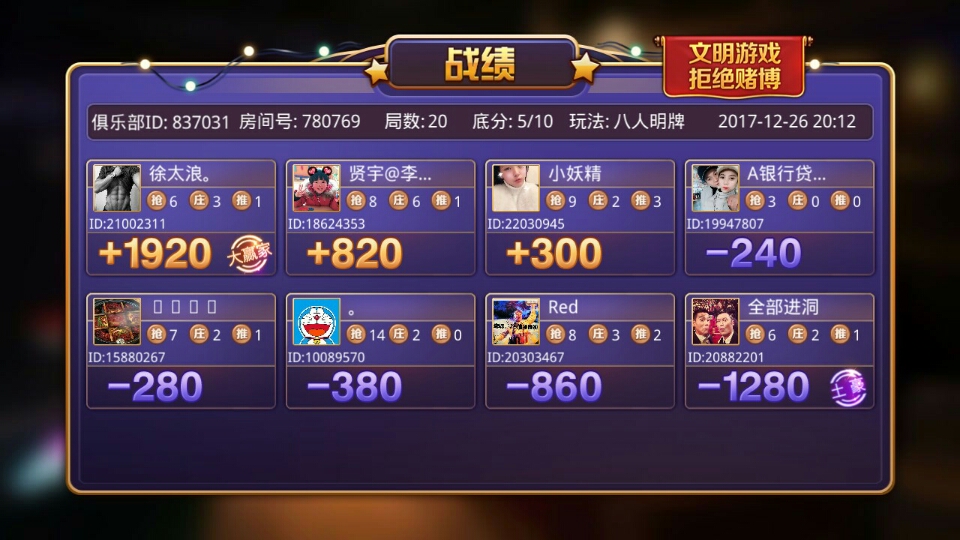 战绩
文明游戏
拒绝赌博
俱乐部ID: 837031 房间号: 780769 局数: 20 底分: 5/10 玩法: 八人明牌 2017-12-26 20:12
徐太浪。
抢 6 庄 3 推 1
ID:21002311
+1920 大赢家
贤宇@李...
抢 8 庄 6 推 1
ID:18624353
+820
小妖精
抢 9 庄 2 推 3
ID:22030945
+300
A银行贷...
抢 3 庄 0 推 0
ID:19947807
-240
抢 7 庄 2 推 1
ID:15880267
-280
。
抢 14 庄 2 推 0
ID:10089570
-380
Red
抢 8 庄 3 推 2
ID:20303467
-860
全部进洞
抢 6 庄 2 推 1
ID:20882201
-1280 土豪